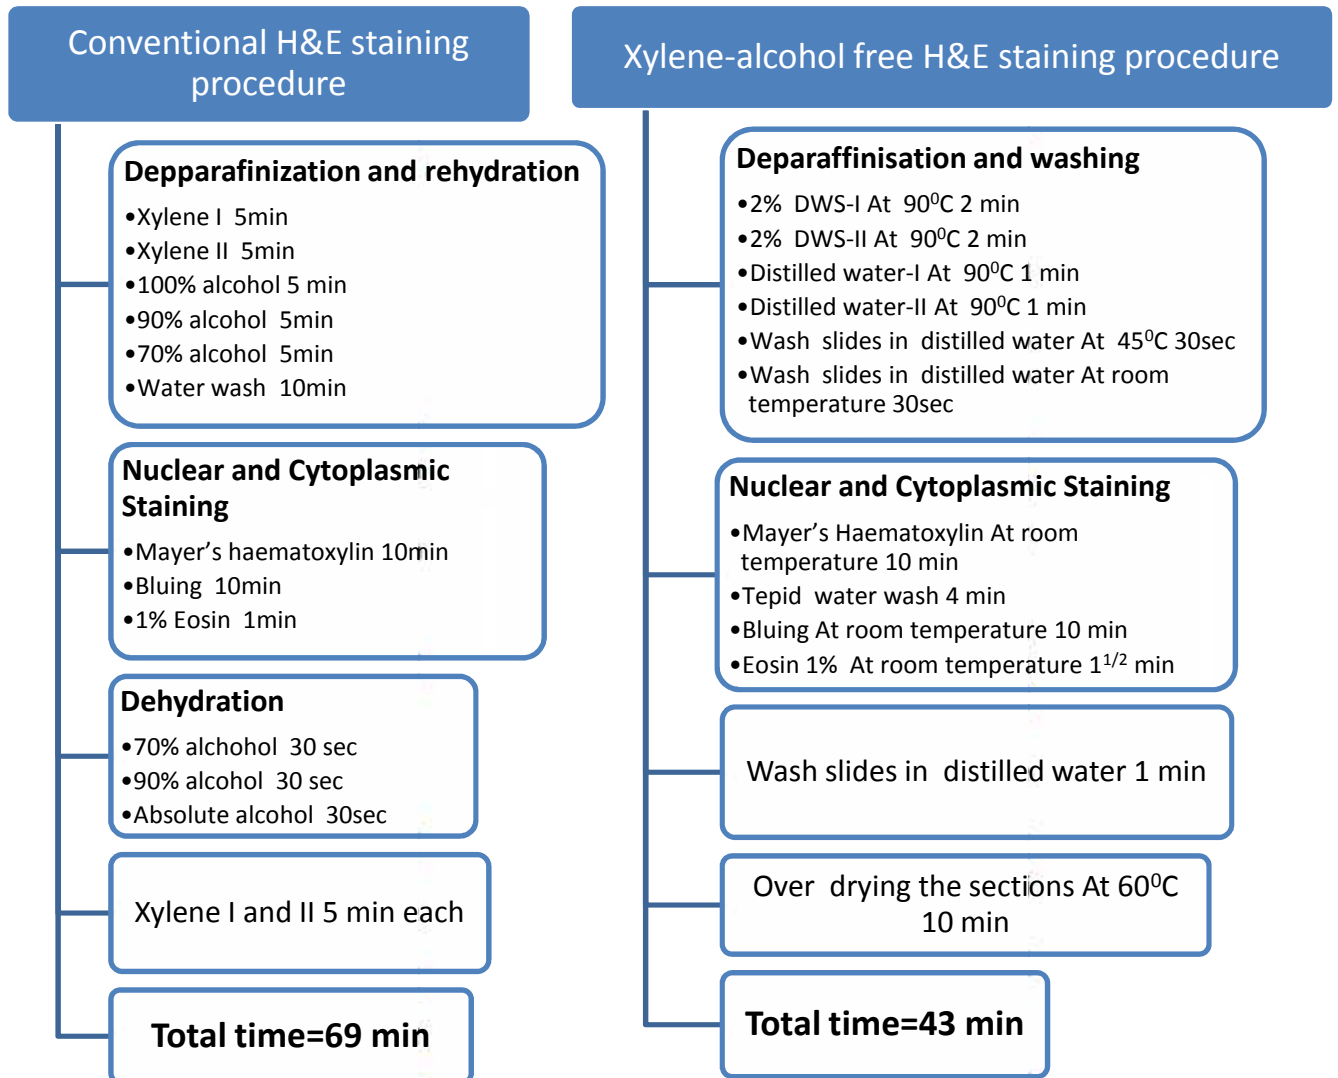 Conventional H&E staining
procedure
Depparafinization and rehydration
•Xylene I 5min
•Xylene II 5min
•100% alcohol 5 min
•90% alcohol 5min
•70% alcohol 5min
•Water wash 10min
Nuclear and Cytoplasmic
Staining
•Mayer’s haematoxylin 10min
•Bluing 10min
•1% Eosin 1min
Dehydration
•70% alchohol 30 sec
•90% alcohol 30 sec
•Absolute alcohol 30sec
Xylene I and II 5 min each
Total time=69 min
Xylene-alcohol free H&E staining procedure
Deparaffinisation and washing
•2% DWS-I At 90⁰C 2 min
•2% DWS-II At 90⁰C 2 min
•Distilled water-I At 90⁰C 1 min
•Distilled water-II At 90⁰C 1 min
•Wash slides in distilled water At 45⁰C 30sec
•Wash slides in distilled water At room
temperature 30sec
Nuclear and Cytoplasmic Staining
•Mayer’s Haematoxylin At room
temperature 10 min
•Tepid water wash 4 min
•Bluing At room temperature 10 min
•Eosin 1% At room temperature 1¹ᐟ² min
Wash slides in distilled water 1 min
Over drying the sections At 60⁰C
10 min
Total time=43 min